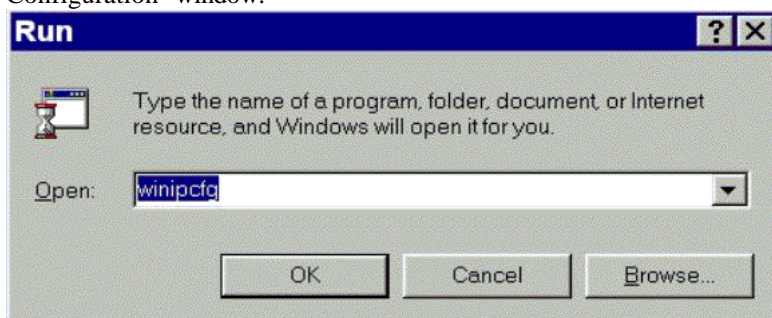 Configuration" window.
Run
Type the name of a program, folder, document, or Internet
resource, and Windows will open it for you.
Open: winipcfg
OK Cancel Browse...